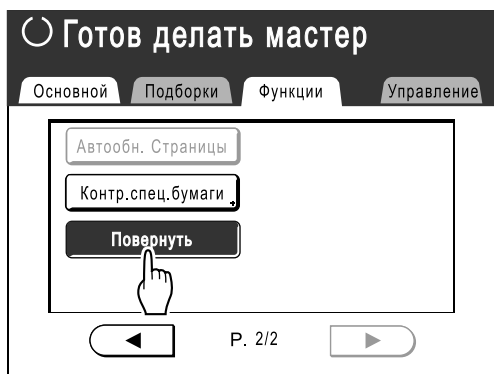 Готов делать мастер
Основной Подборки Функции Управление
Автообн. Страницы
Контр.спец.бумаги
Повернуть
P. 2/2